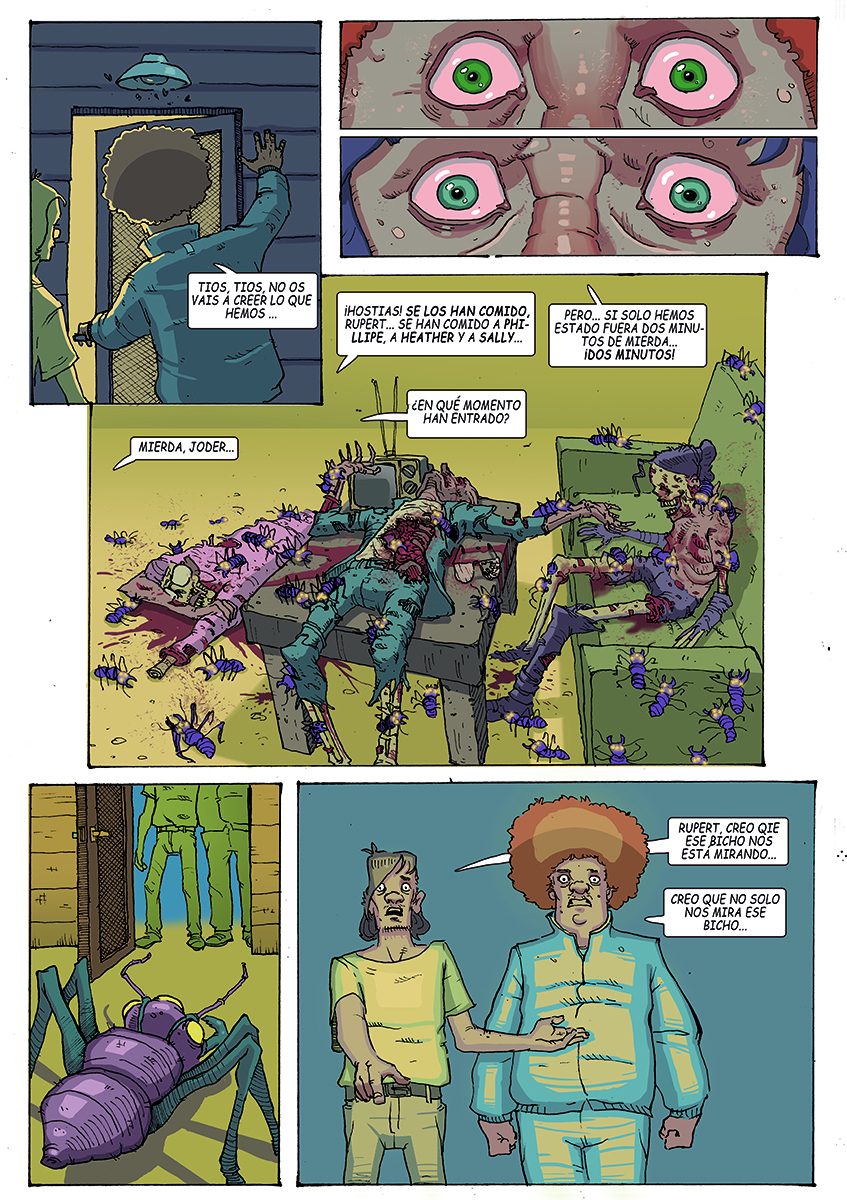 TIOS, TIOS, NO OS
VAIS A CREER LO QUE
HEMOS ...
¡HOSTIAS! SE LOS HAN COMIDO,
RUPERT... SE HAN COMIDO A PHI-
LLIPE, A HEATHER Y A SALLY...
PERO... SI SOLO HEMOS
ESTADO FUERA DOS MINU-
TOS DE MIERDA...
¡DOS MINUTOS!
¿EN QUÉ MOMENTO
HAN ENTRADO?
MIERDA, JODER...
RUPERT, CREO QIE
ESE BICHO NOS
ESTÁ MIRANDO...
CREO QUE NO SOLO
NOS MIRA ESE
BICHO...